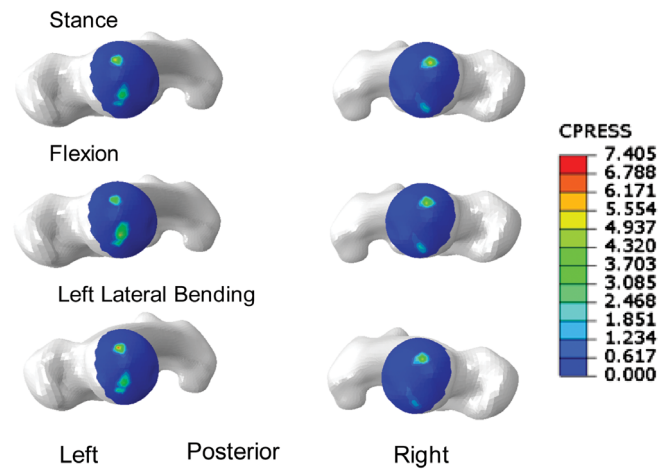 Stance
Flexion
Left Lateral Bending
Left
Posterior
Right
CPRESS
7.405
6.788
6.171
5.554
4.937
4.320
3.703
3.085
2.468
1.851
1.234
0.617
0.000